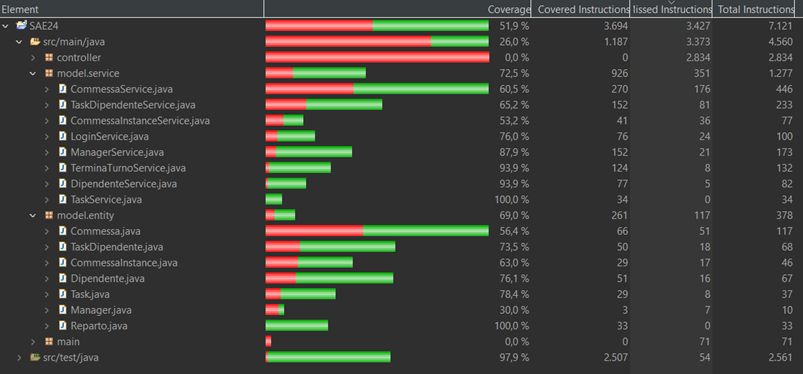 Element Coverage Covered Instructions lissed Instructions Total Instructions
SAE24 51,9 % 3.694 3.427 7.121
src/main/java 26,0 % 1.187 3.373 4.560
controller 0,0 % 0 2.834 2.834
model.service 72,5 % 926 351 1.277
CommessaService.java 60,5 % 270 176 446
TaskDipendenteService.java 65,2 % 152 81 233
CommessaInstanceService.java 53,2 % 41 36 77
LoginService.java 76,0 % 76 24 100
ManagerService.java 87,9 % 152 21 173
TerminaTurnoService.java 93,9 % 124 8 132
DipendenteService.java 93,9 % 77 5 82
TaskService.java 100,0 % 34 0 34
model.entity 69,0 % 261 117 378
Commessa.java 56,4 % 66 51 117
TaskDipendente.java 73,5 % 50 18 68
CommessaInstance.java 63,0 % 29 17 46
Dipendente.java 76,1 % 51 16 67
Task.java 78,4 % 29 8 37
Manager.java 30,0 % 3 7 10
Reparto.java 100,0 % 33 0 33
main 0,0 % 0 71 71
src/test/java 97,9 % 2.507 54 2.561